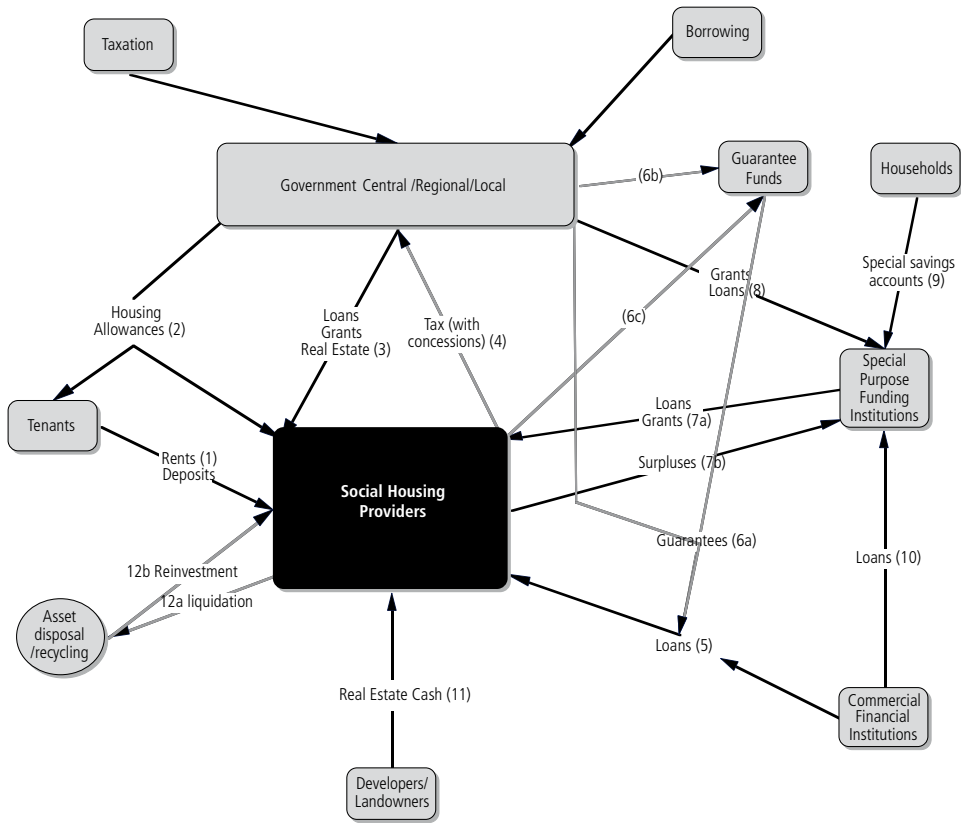 Taxation
Borrowing
Government Central /Regional/Local
(6b)
Guarantee
Funds
Households
Special savings
accounts (9)
Grants
Loans (8)
Housing
Allowances (2)
Loans
Grants
Real Estate (3)
Tax (with
concessions) (4)
(6c)
Special
Purpose
Funding
Institutions
Tenants
Loans
Grants (7a)
Rents (1)
Deposits
Surpluses (7b)
Social Housing
Providers
Guarantees (6a)
Loans (10)
12b Reinvestment
12a liquidation
Asset
disposal
/recycling
Loans (5)
Real Estate Cash (11)
Commercial
Financial
Institutions
Developers/
Landowners